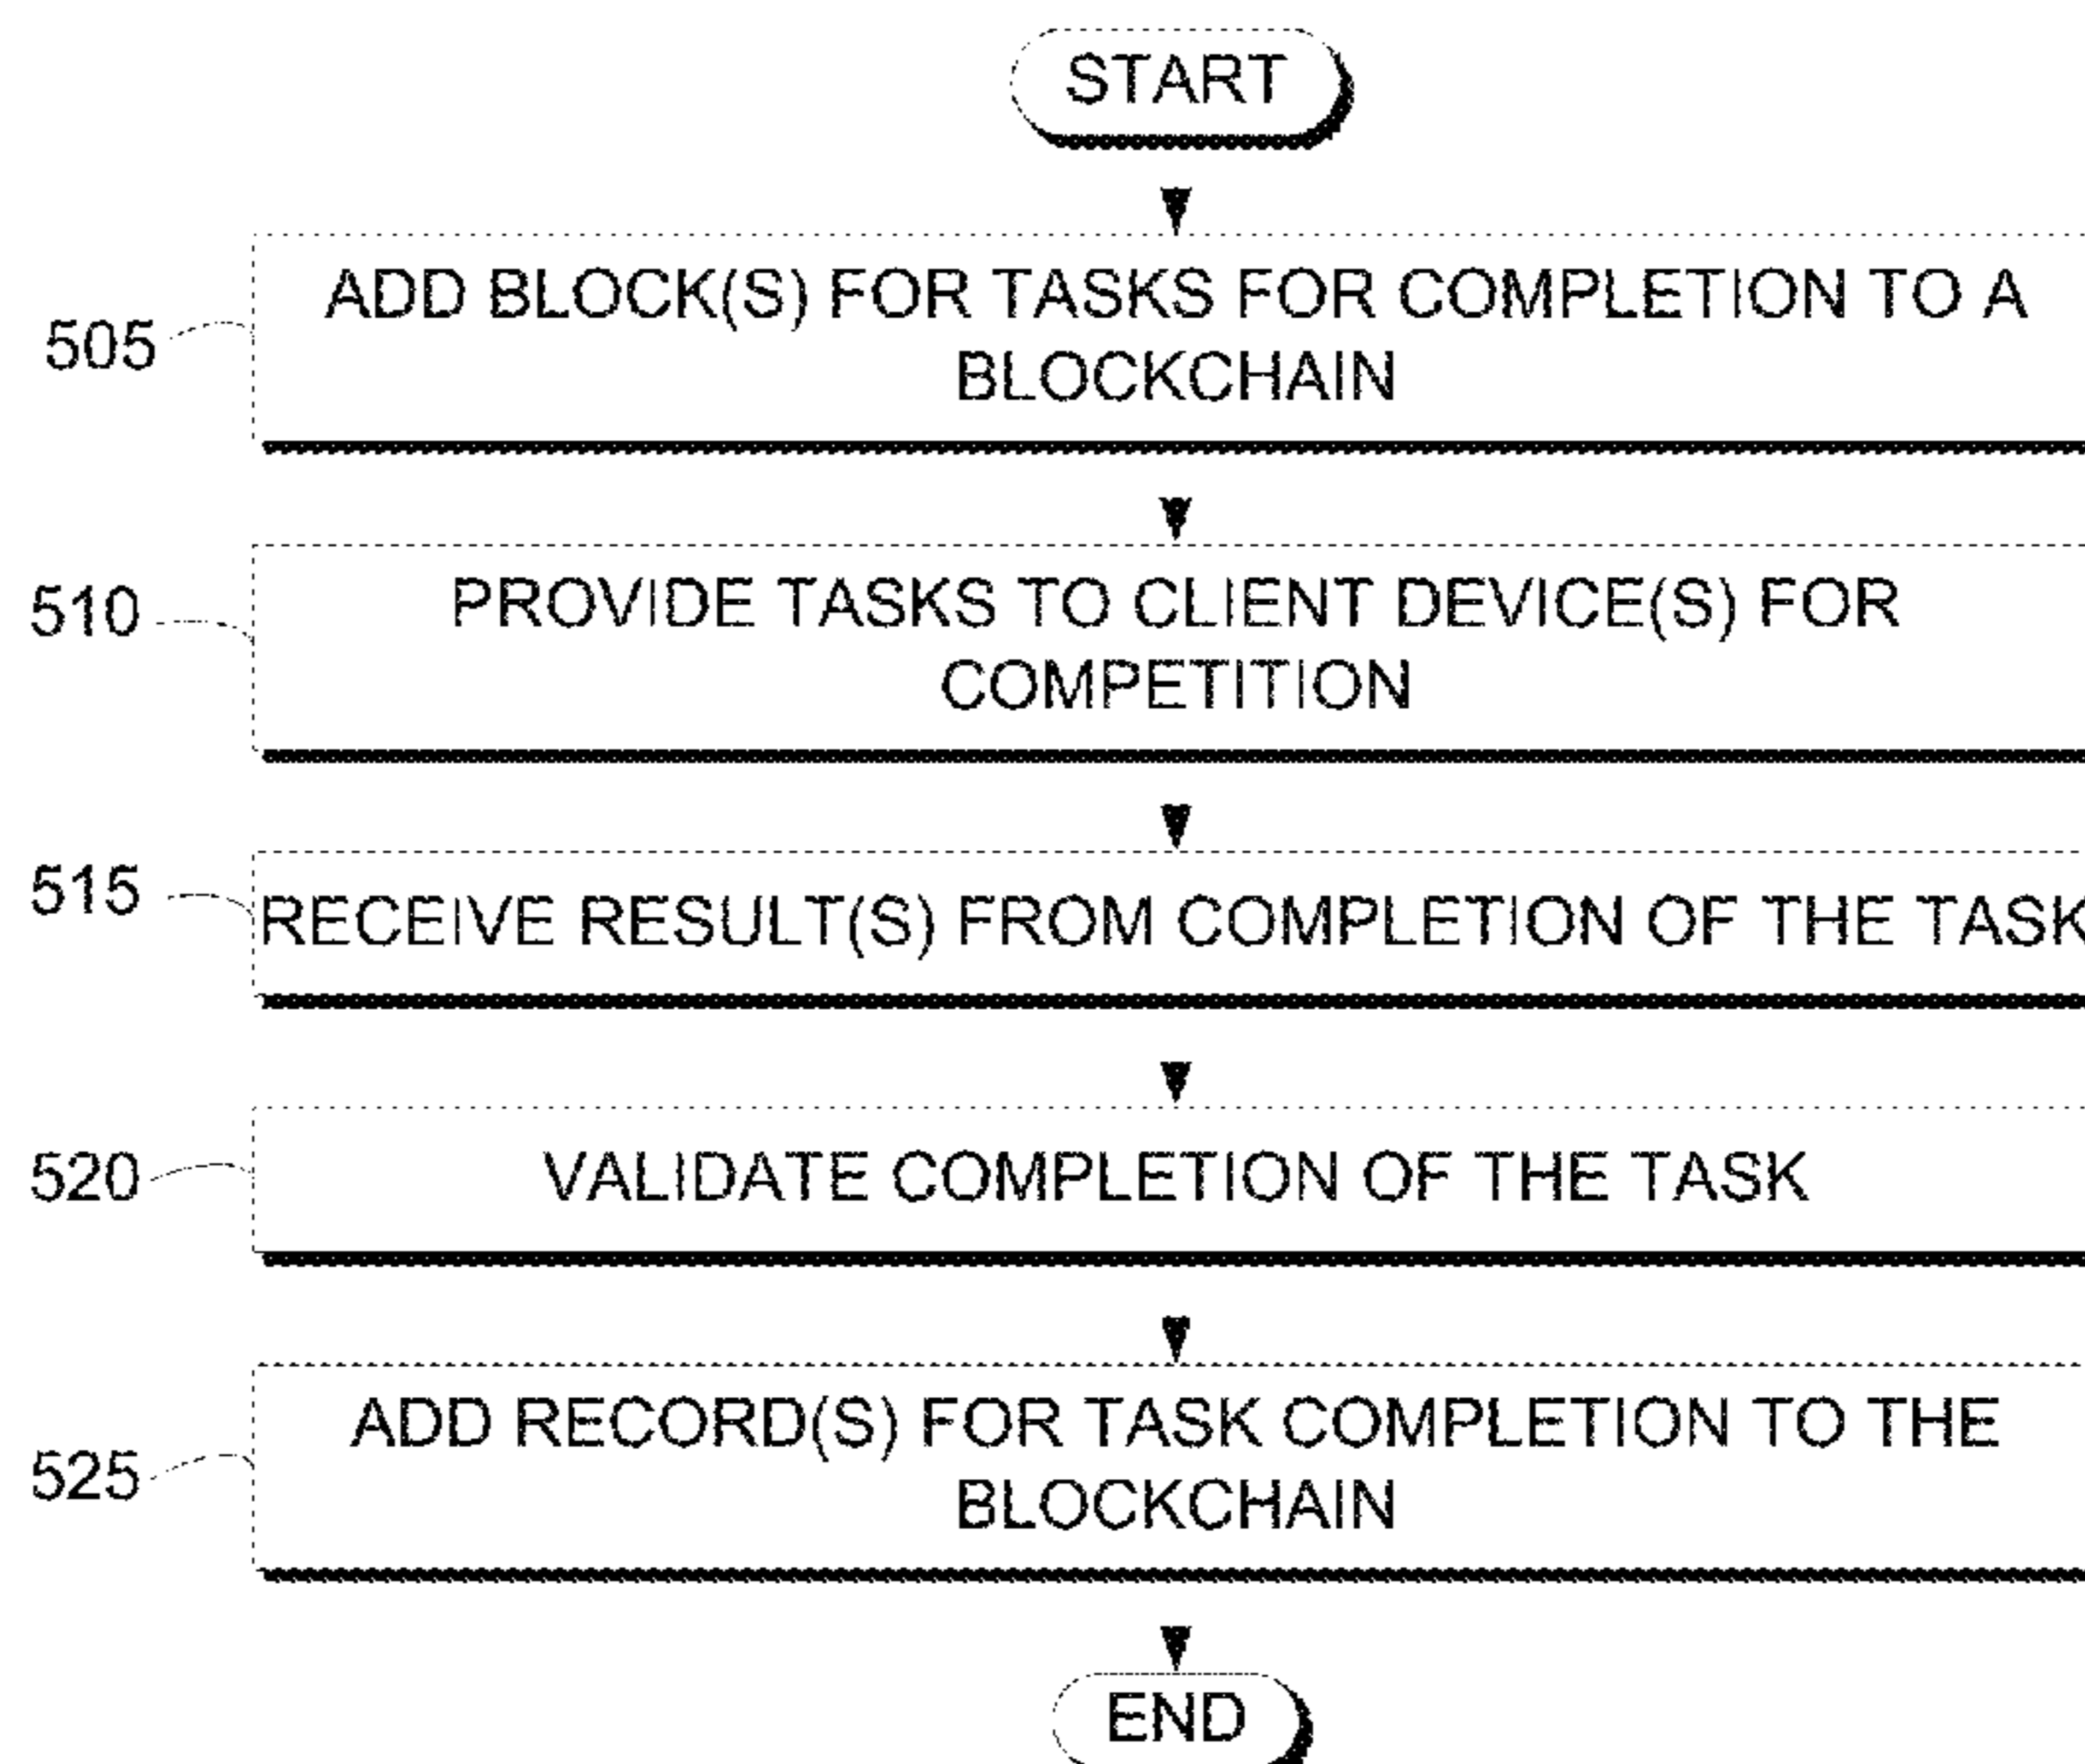 START
ADD BLOCK(S) FOR TASKS FOR COMPLETION TO A
BLOCKCHAIN
505
PROVIDE TASKS TO CLIENT DEVICE(S) FOR
COMPETITION
510
RECEIVE RESULT(S) FROM COMPLETION OF THE TASK
515
VALIDATE COMPLETION OF THE TASK
520
ADD RECORD(S) FOR TASK COMPLETION TO THE
BLOCKCHAIN
525
END